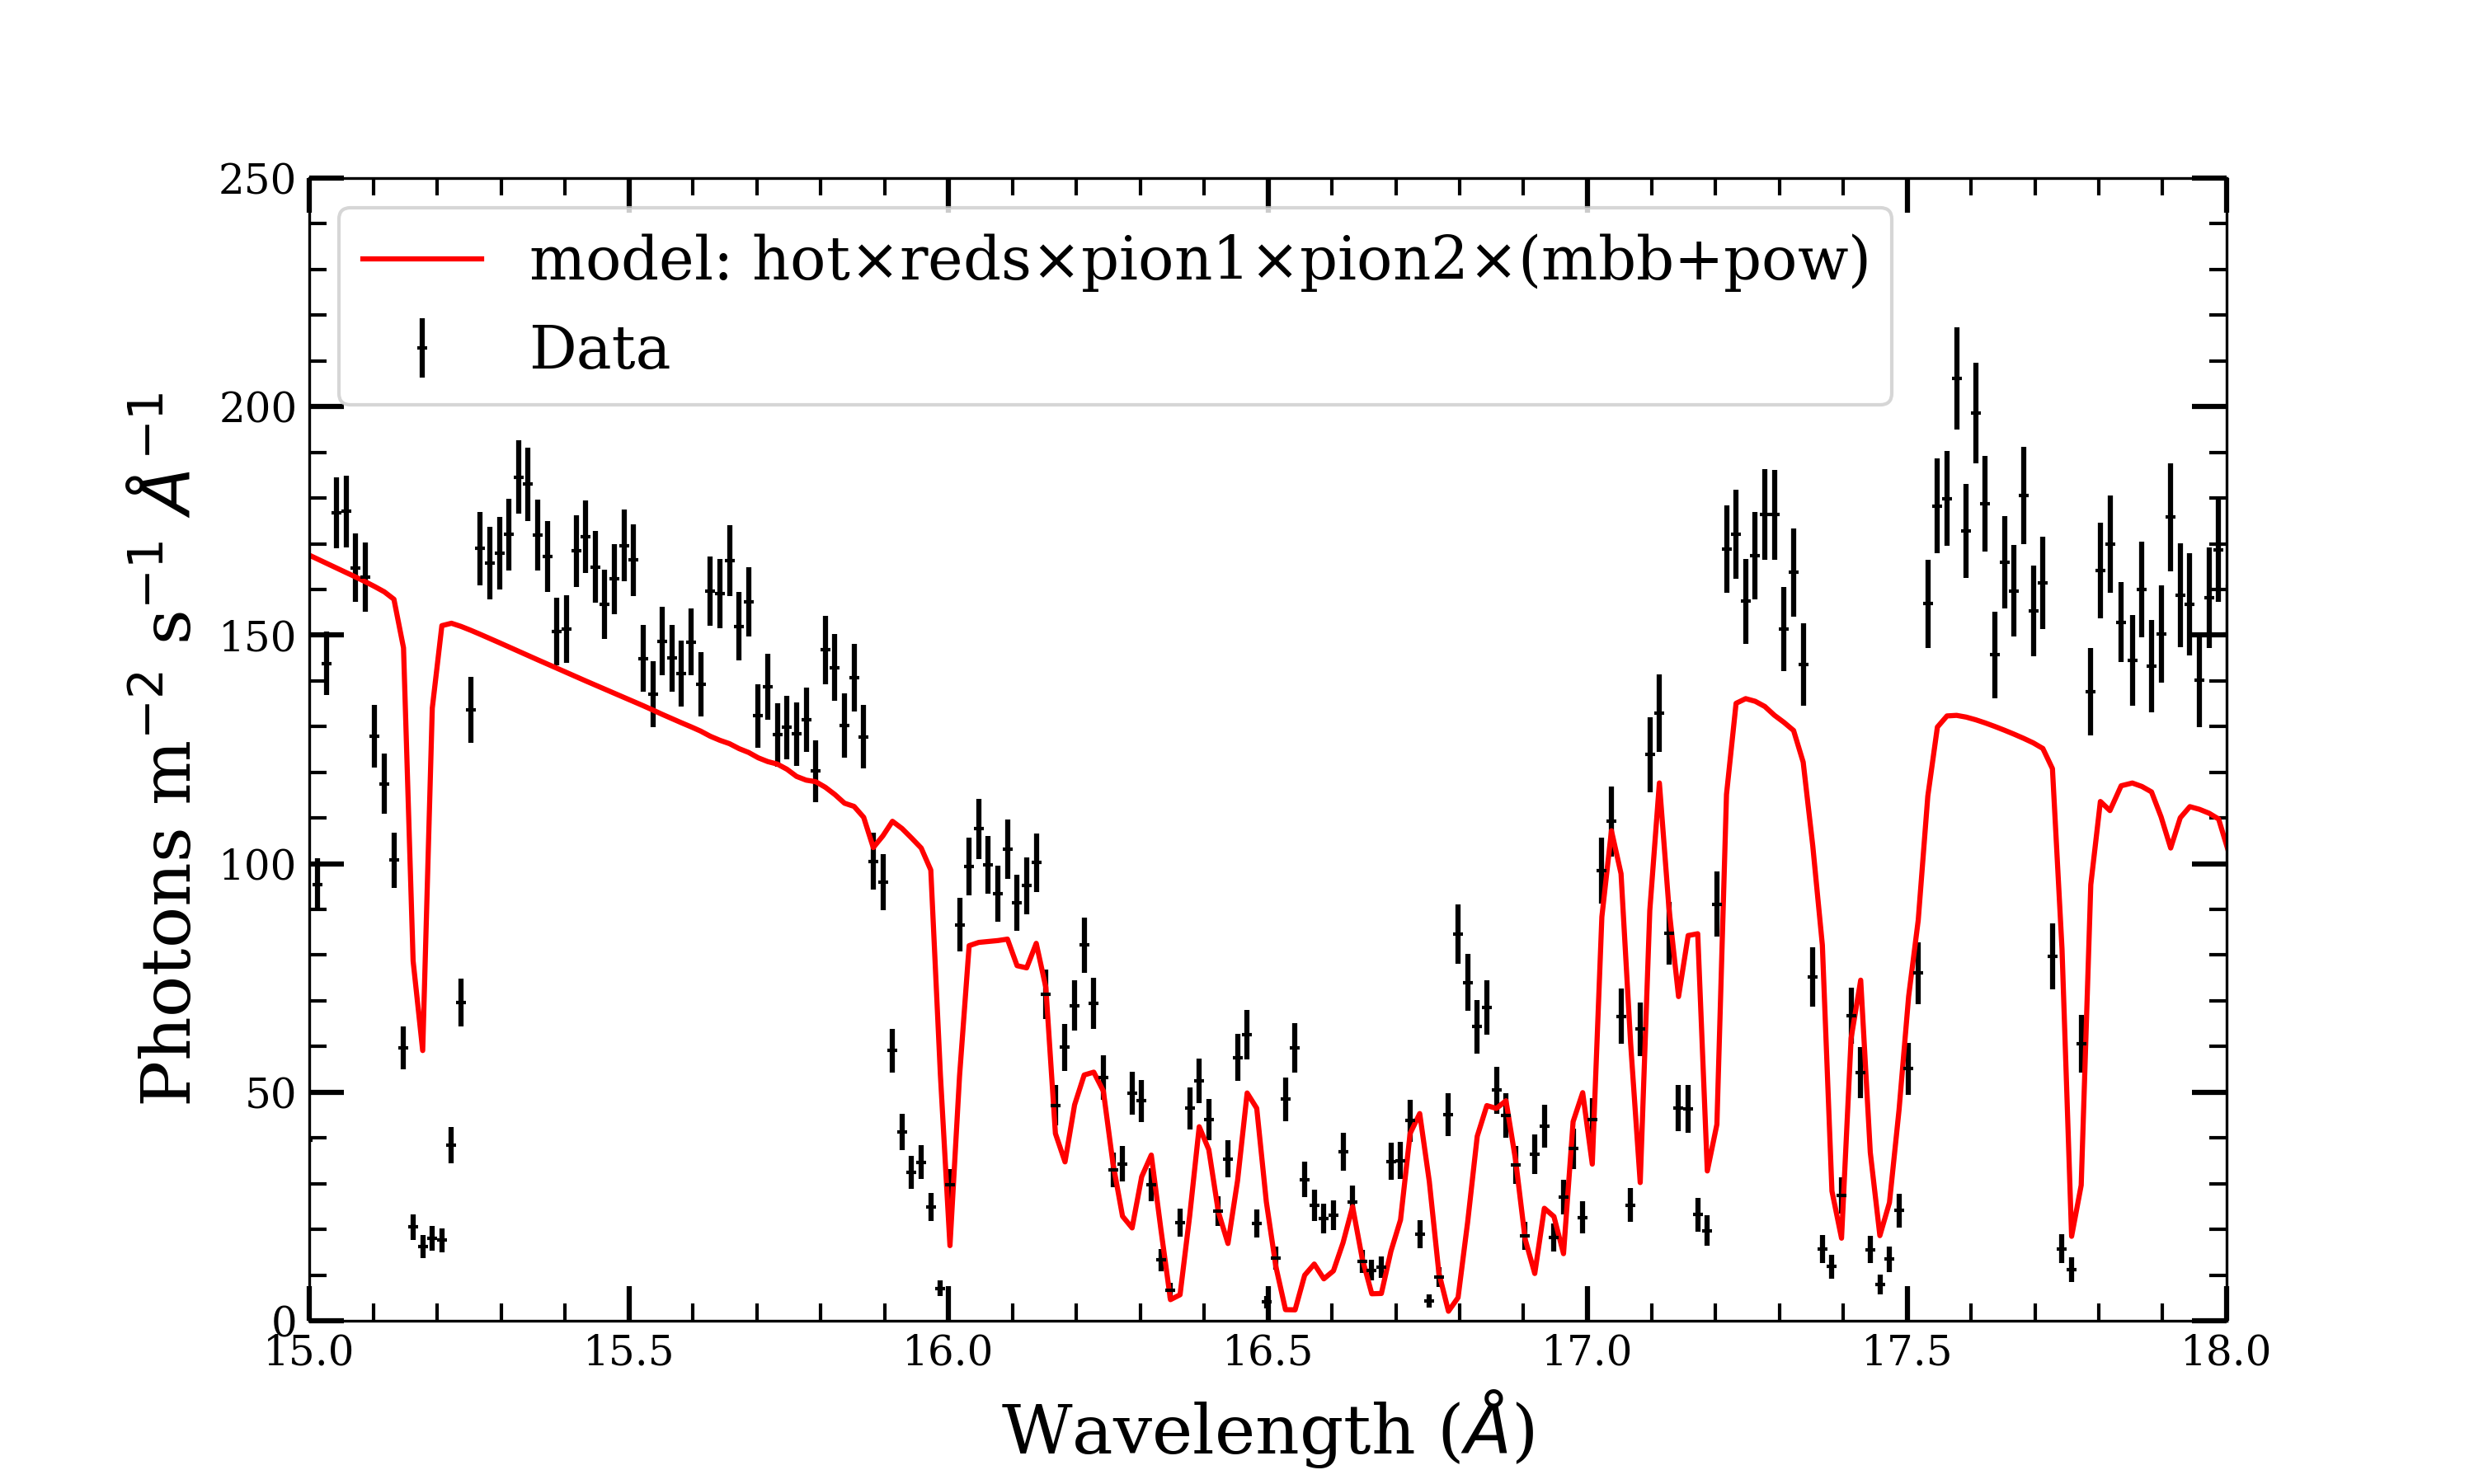 model: hot×reds×pion1×pion2×(mbb+pow)
Data
250
200
150
100
50
0
15.0 15.5 16.0 16.5 17.0 17.5 18.0
Wavelength (Å)
Photons m⁻² s⁻¹ Å⁻¹